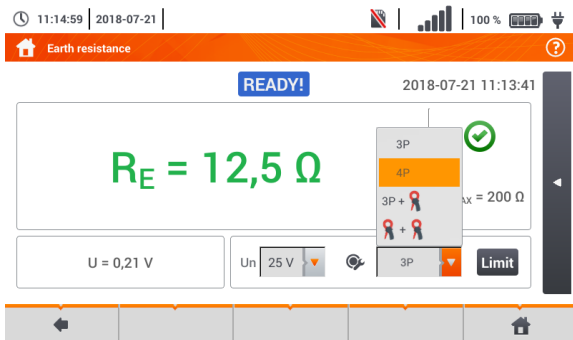 11:14:59 2018-07-21 100 %
Earth resistance ?
READY! 2018-07-21 11:13:41
R_E = 12,5 Ω
3P
4P
3P +
+
AX = 200 Ω
U = 0,21 V
Un 25 V 3P Limit